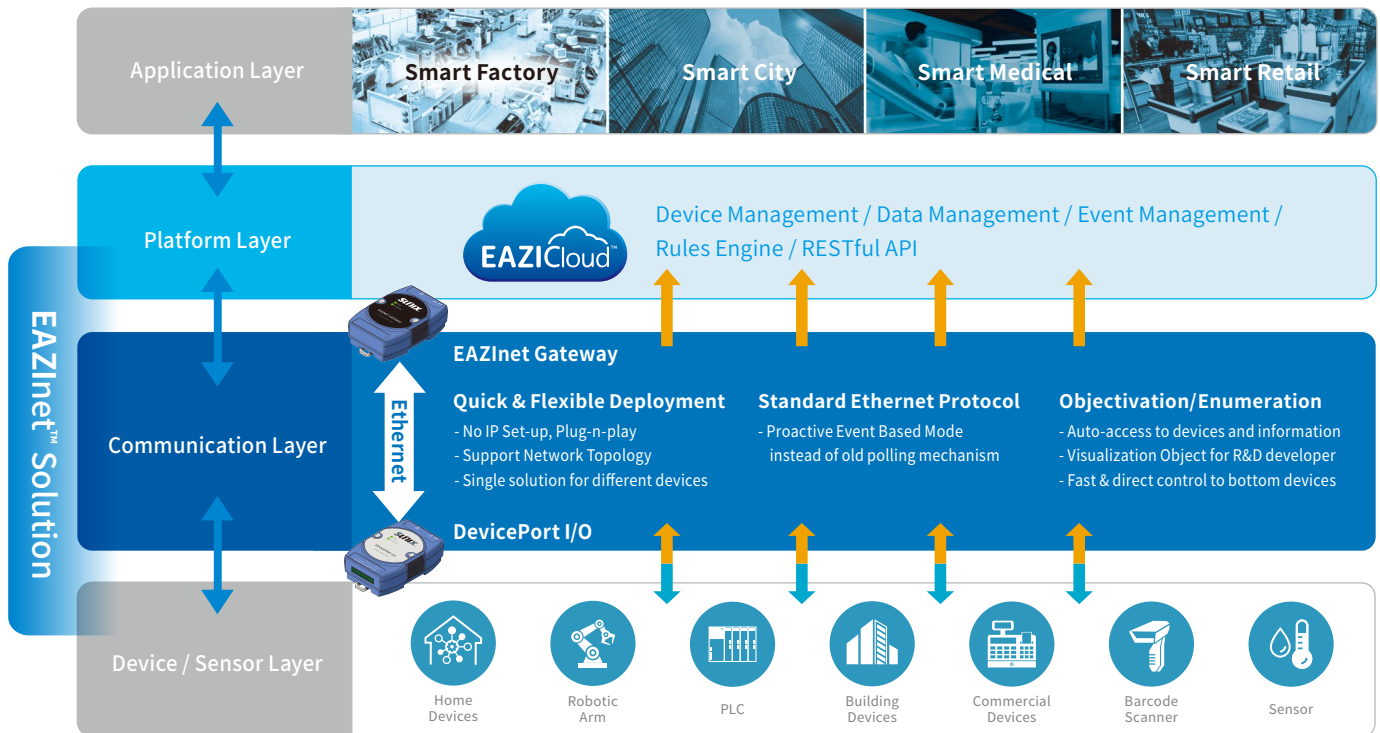 Application Layer
Smart Factory
Smart City
Smart Medical
Smart Retail
Platform Layer
EAZICloud™
Device Management / Data Management / Event Management /
Rules Engine / RESTful API
EAZInet™ Solution
Communication Layer
SUNIX
EAZInet Gateway
Ethernet
Quick & Flexible Deployment
- No IP Set-up, Plug-n-play
- Support Network Topology
- Single solution for different devices
Standard Ethernet Protocol
- Proactive Event Based Mode
instead of old polling mechanism
Objectivation/Enumeration
- Auto-access to devices and information
- Visualization Object for R&D developer
- Fast & direct control to bottom devices
SUNIX
DevicePort I/O
Device / Sensor Layer
Home
Devices
Robotic
Arm
PLC
Building
Devices
Commercial
Devices
Barcode
Scanner
Sensor